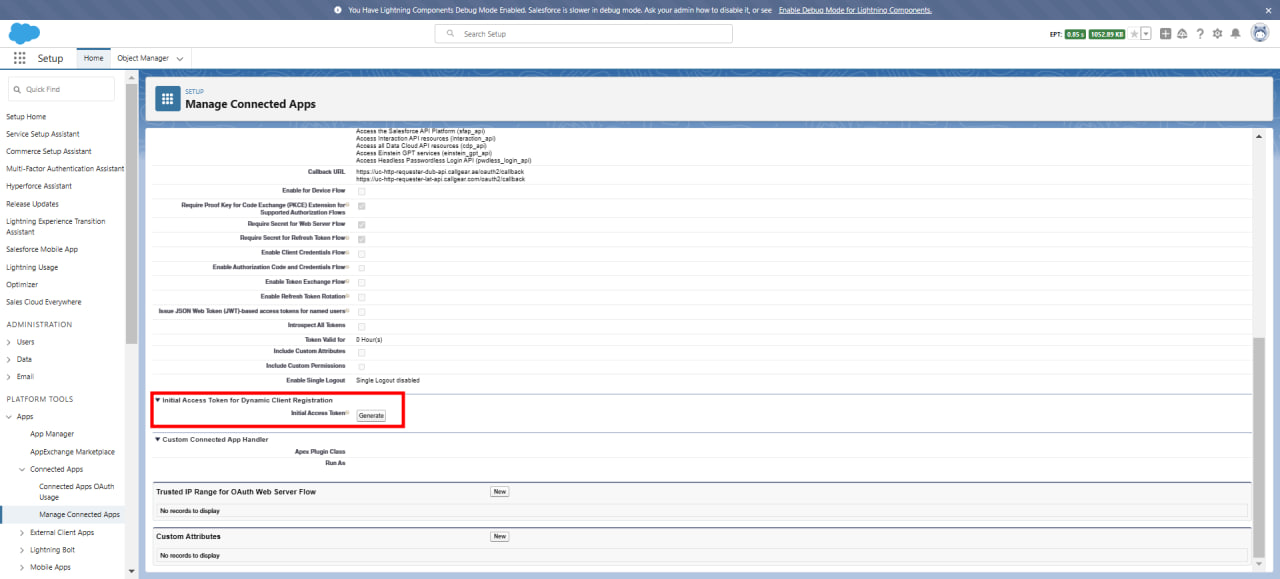 You Have Lightning Components Debug Mode Enabled. Salesforce is slower in debug mode. Ask your admin how to disable it, or see Enable Debug Mode for Lightning Components.
Search Setup
EPT: 0.85 s 1052.89 KB
Setup Home Object Manager
Quick Find
Setup Home
Service Setup Assistant
Commerce Setup Assistant
Multi-Factor Authentication Assistant
Hyperforce Assistant
Release Updates
Lightning Experience Transition
Assistant
Salesforce Mobile App
Lightning Usage
Optimizer
Sales Cloud Everywhere
ADMINISTRATION
Users
Data
Email
PLATFORM TOOLS
Apps
App Manager
AppExchange Marketplace
Connected Apps
Connected Apps OAuth
Usage
Manage Connected Apps
External Client Apps
Lightning Bolt
Mobile Apps
SETUP
Manage Connected Apps
Access the Salesforce API Platform (sfap_api)
Access Interaction API resources (interaction_api)
Access all Data Cloud API resources (cdp_api)
Access Einstein GPT services (einstein_gpt_api)
Access Headless Passwordless Login API (pwdless_login_api)
Callback URL https://uc-http-requester-dub-api.callgear.ae/oauth2/callback
https://uc-http-requester-lat-api.callgear.com/oauth2/callback
Enable for Device Flow
Require Proof Key for Code Exchange (PKCE) Extension for
Supported Authorization Flows
Require Secret for Web Server Flow
Require Secret for Refresh Token Flow
Enable Client Credentials Flow
Enable Authorization Code and Credentials Flow
Enable Token Exchange Flow
Enable Refresh Token Rotation
Issue JSON Web Token (JWT)-based access tokens for named users
Introspect All Tokens
Token Valid for 0 Hour(s)
Include Custom Attributes
Include Custom Permissions
Enable Single Logout Single Logout disabled
Initial Access Token for Dynamic Client Registration
Initial Access Token Generate
Custom Connected App Handler
Apex Plugin Class
Run As
Trusted IP Range for OAuth Web Server Flow New
No records to display
Custom Attributes New
No records to display